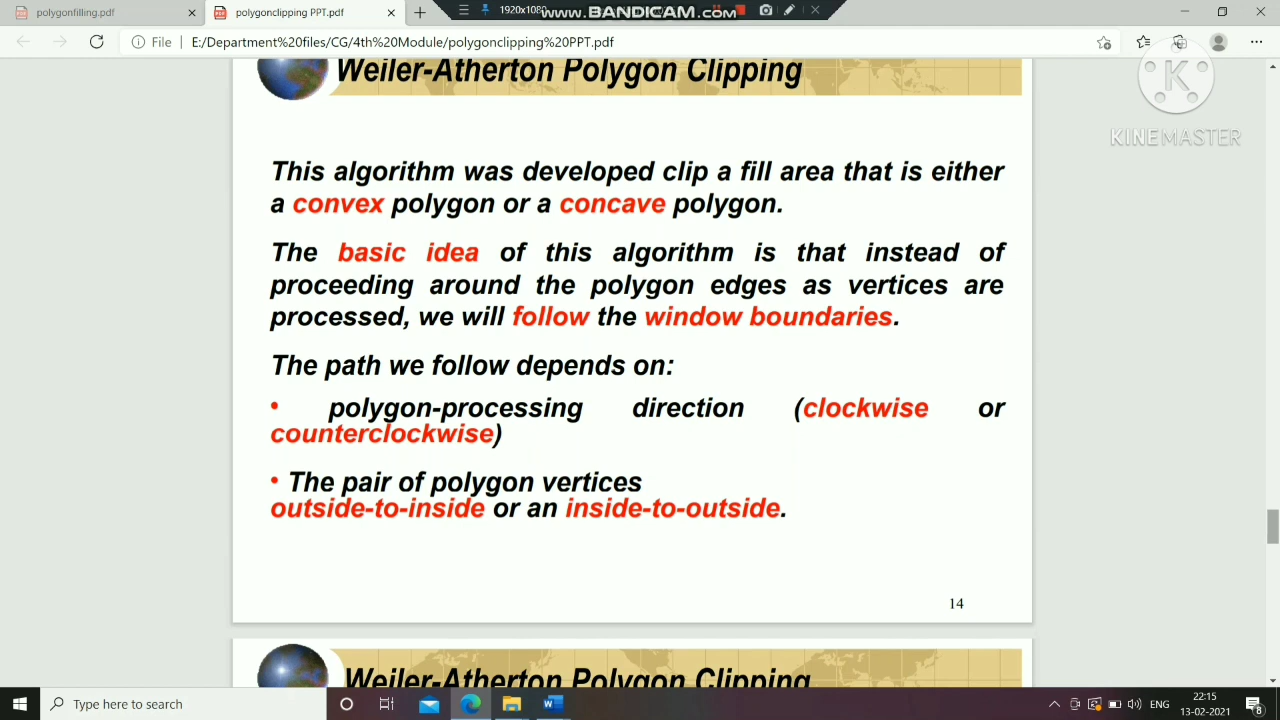 polygonfilling.pdf
polygonclipping PPT.pdf
1920x1080
www.BANDICAM.com
File
E:/Department%20files/CG/4th%20Module/polygonclipping%20PPT.pdf
K
KINEMASTER
Weiler-Atherton Polygon Clipping
This algorithm was developed clip a fill area that is either
a convex polygon or a concave polygon.
The basic idea of this algorithm is that instead of
proceeding around the polygon edges as vertices are
processed, we will follow the window boundaries.
The path we follow depends on:
• polygon-processing direction (clockwise or
counterclockwise)
• The pair of polygon vertices
outside-to-inside or an inside-to-outside.
14
Weiler-Atherton Polygon Clipping
Type here to search
ENG
22:15
13-02-2021
8